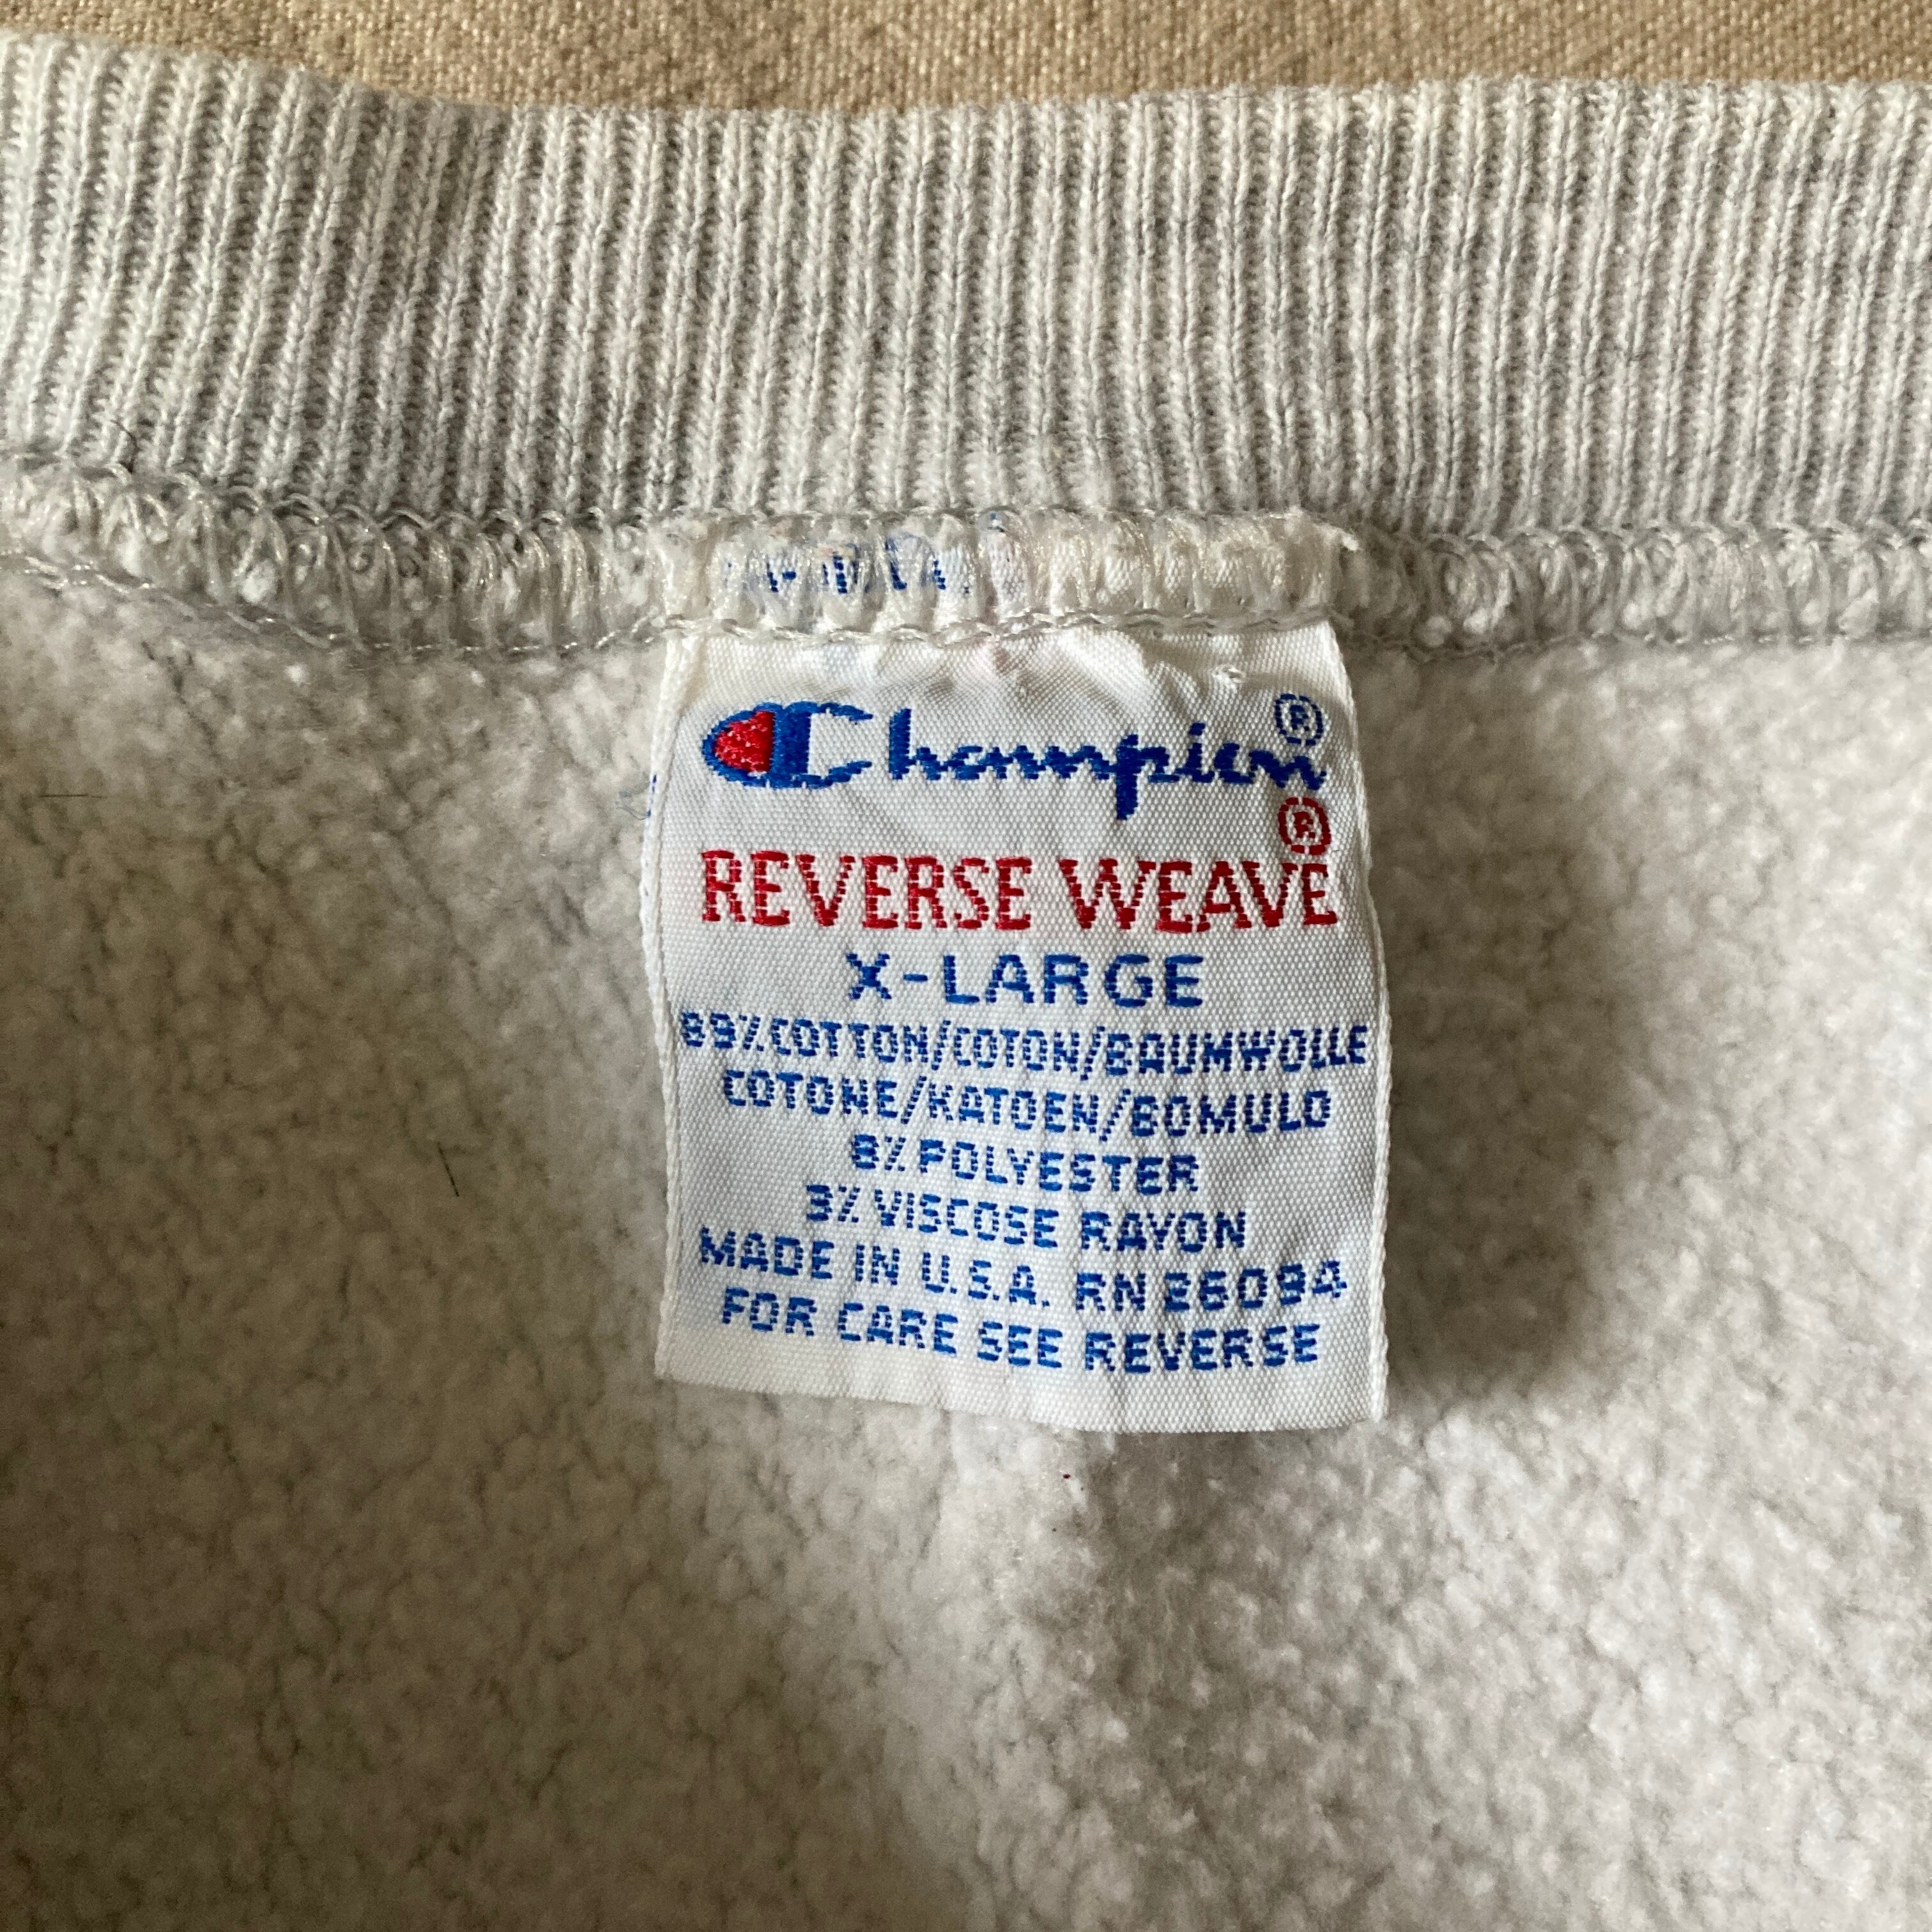 Champion®
REVERSE WEAVE®
X-LARGE
89% COTTON/COTON/BAUMWOLLE
COTONE/KATOEN/BOMULD
8% POLYESTER
3% VISCOSE RAYON
MADE IN U.S.A. RN 26094
FOR CARE SEE REVERSE